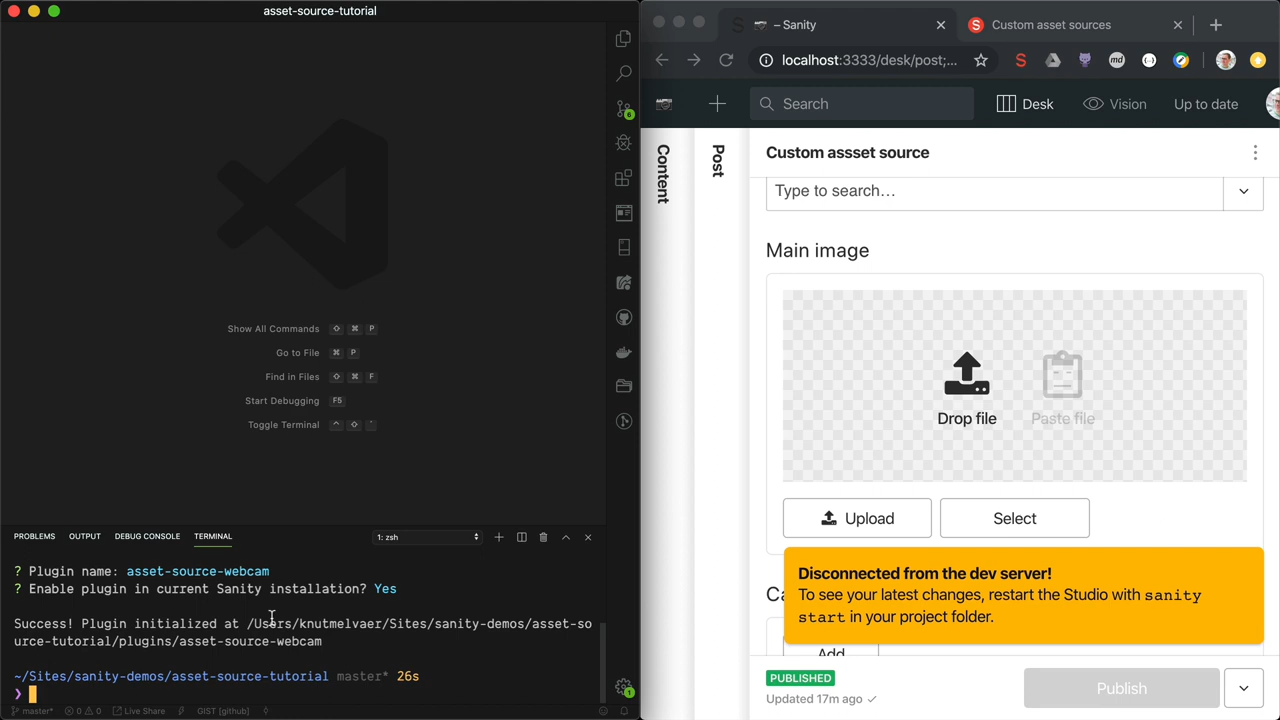 asset-source-tutorial
Show All Commands ⇧ ⌘ P
Go to File ⌘ P
Find in Files ⇧ ⌘ F
Start Debugging F5
Toggle Terminal ^ ⇧ `
PROBLEMS OUTPUT DEBUG CONSOLE TERMINAL 1: zsh
? Plugin name: asset-source-webcam
? Enable plugin in current Sanity installation? Yes
Success! Plugin initialized at /Users/knutmelvaer/Sites/sanity-demos/asset-so
urce-tutorial/plugins/asset-source-webcam
~/Sites/sanity-demos/asset-source-tutorial master* 26s
❯
master* 0 0 Live Share GIST [github]
6
1
– Sanity
Custom asset sources
localhost:3333/desk/post;...
S
md
Search
Desk
Vision
Up to date
Content
Post
Custom assset source
Type to search...
Main image
Drop file
Paste file
Upload
Select
Disconnected from the dev server!
To see your latest changes, restart the Studio with sanity
start in your project folder.
Ca
Add
PUBLISHED
Updated 17m ago ✓
Publish